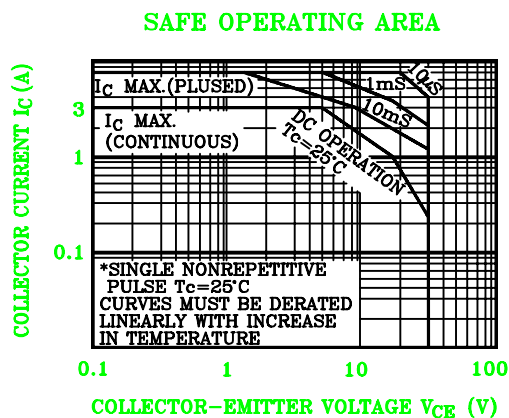 SAFE OPERATING AREA
COLLECTOR CURRENT IC (A)
3
1
0.1
IC MAX.(PLUSED)
IC MAX.
(CONTINUOUS)
10µS
1mS
10mS
DC OPERATION
Tc=25°C
*SINGLE NONREPETITIVE
PULSE Tc=25°C
CURVES MUST BE DERATED
LINEARLY WITH INCREASE
IN TEMPERATURE
0.1 1 10 100
COLLECTOR-EMITTER VOLTAGE VCE (V)